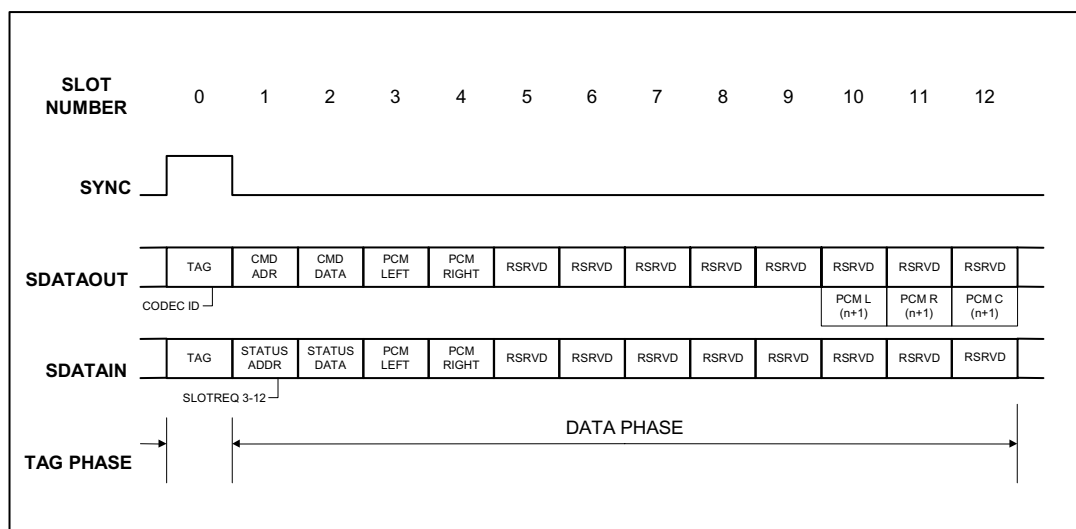 SLOT
NUMBER
0 1 2 3 4 5 6 7 8 9 10 11 12
SYNC
SDATAOUT
TAG
CMD
ADR
CMD
DATA
PCM
LEFT
PCM
RIGHT
RSRVD
RSRVD
RSRVD
RSRVD
RSRVD
RSRVD
RSRVD
RSRVD
CODEC ID
PCM L
(n+1)
PCM R
(n+1)
PCM C
(n+1)
SDATAIN
TAG
STATUS
ADDR
STATUS
DATA
PCM
LEFT
PCM
RIGHT
RSRVD
RSRVD
RSRVD
RSRVD
RSRVD
RSRVD
RSRVD
RSRVD
SLOTREQ 3-12
DATA PHASE
TAG PHASE